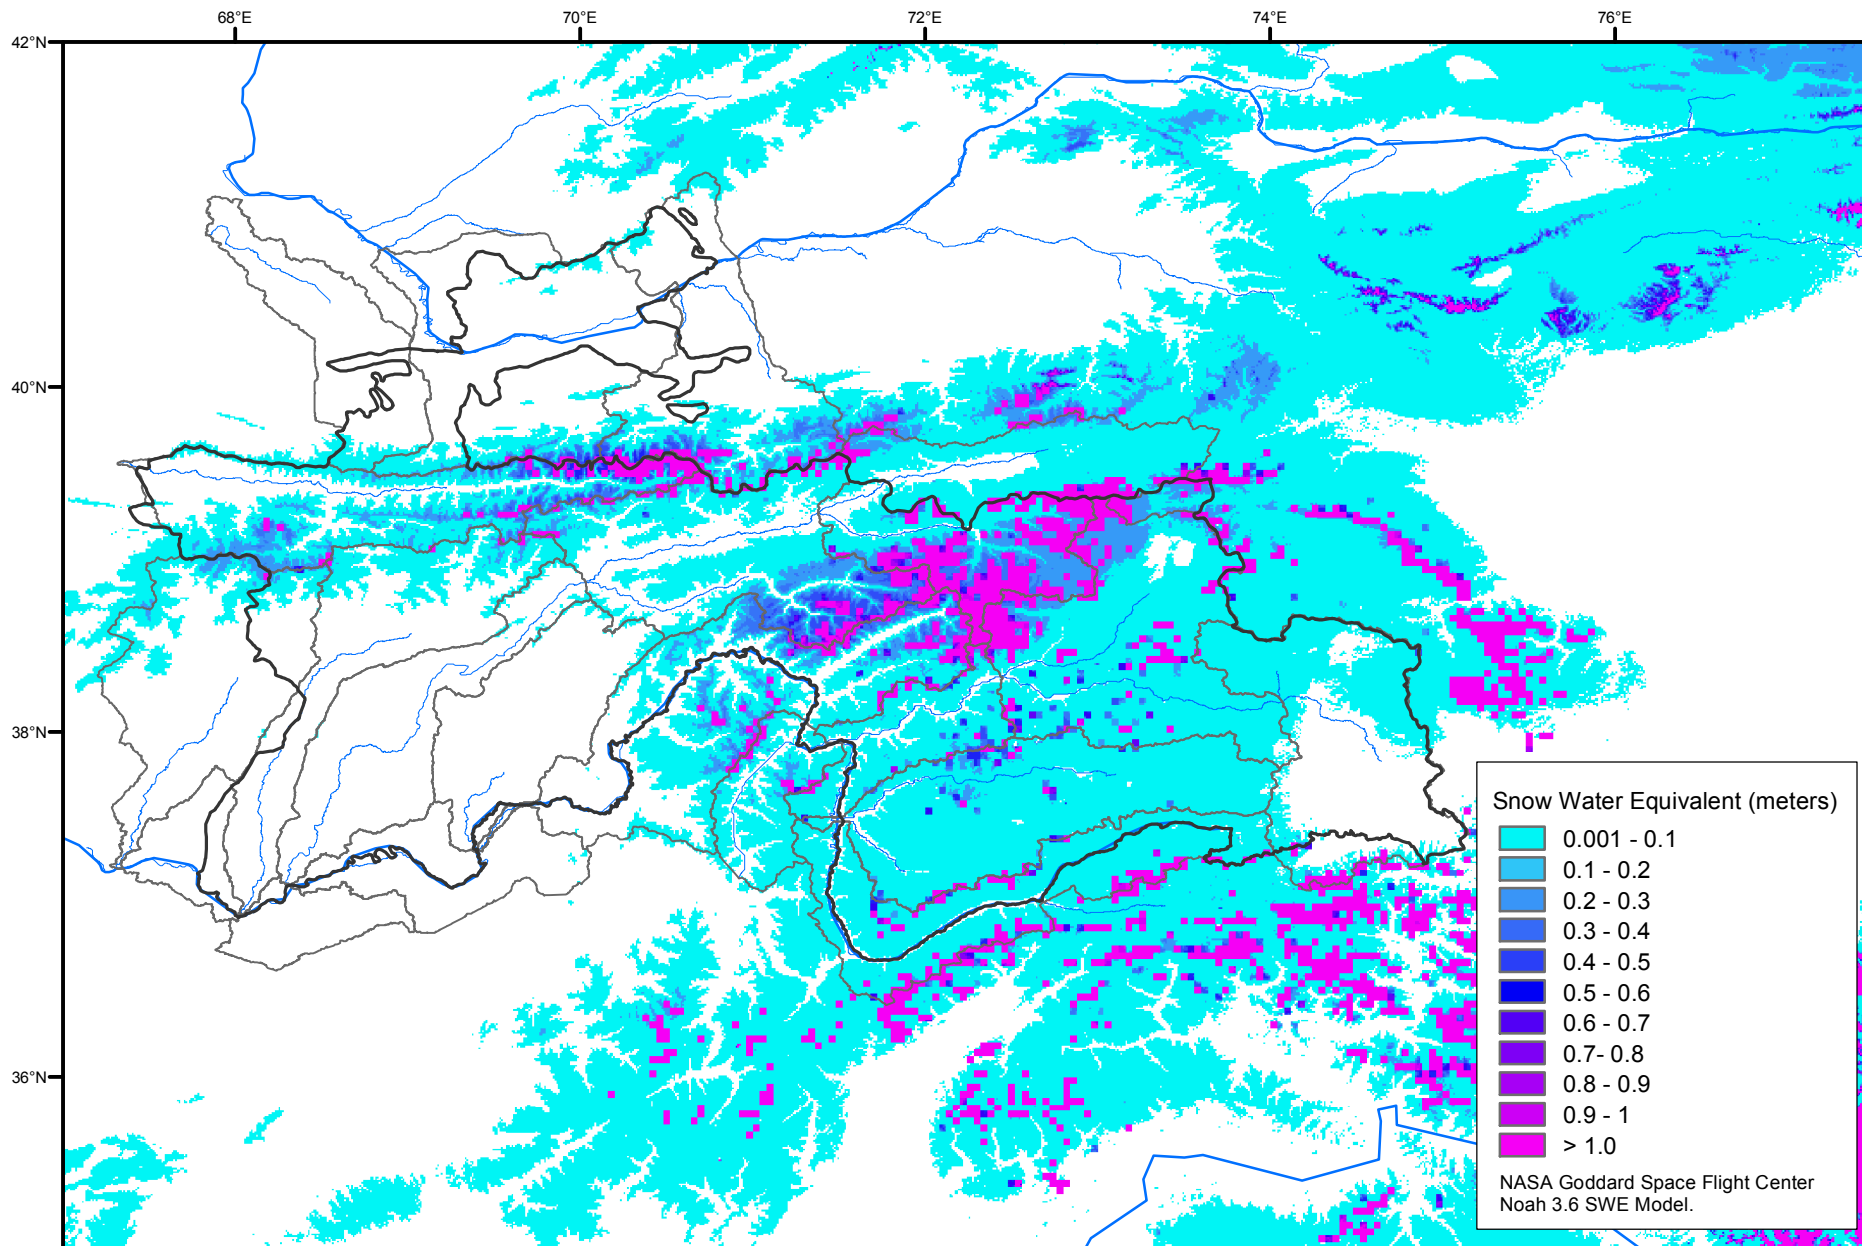 68°E
70°E
72°E
74°E
76°E
42°N
40°N
38°N
36°N
Snow Water Equivalent (meters)
0.001 - 0.1
0.1 - 0.2
0.2 - 0.3
0.3 - 0.4
0.4 - 0.5
0.5 - 0.6
0.6 - 0.7
0.7- 0.8
0.8 - 0.9
0.9 - 1
> 1.0
NASA Goddard Space Flight Center
Noah 3.6 SWE Model.